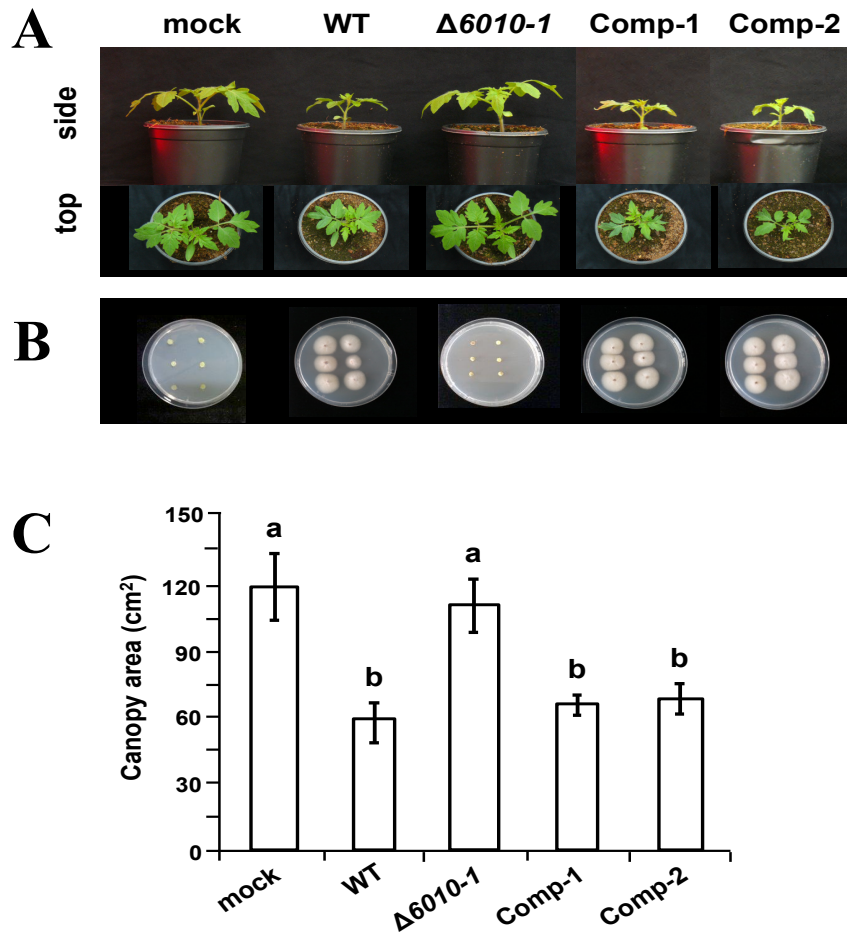 A
mock WT Δ6010-1 Comp-1 Comp-2
side
top
B
C
Canopy area (cm²)
150
120
90
60
30
0
a
b
a
b
b
mock WT Δ6010-1 Comp-1 Comp-2